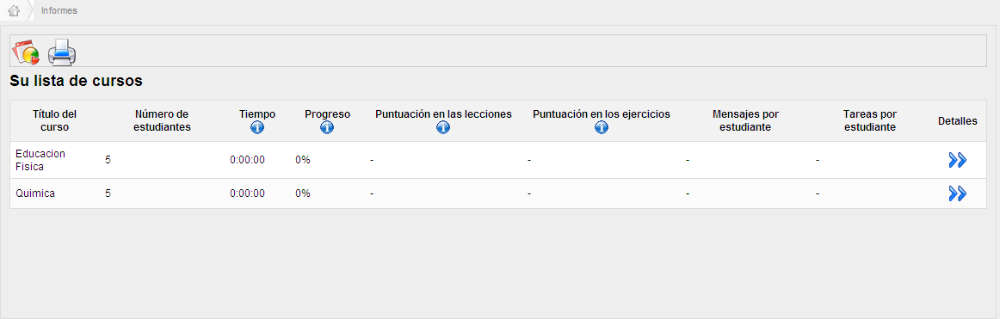 Informes
Su lista de cursos
Título del curso Número de estudiantes Tiempo Progreso Puntuación en las lecciones Puntuación en los ejercicios Mensajes por estudiante Tareas por estudiante Detalles
Educacion Fisica 5 0:00:00 0% - - - -
Quimica 5 0:00:00 0% - - - -